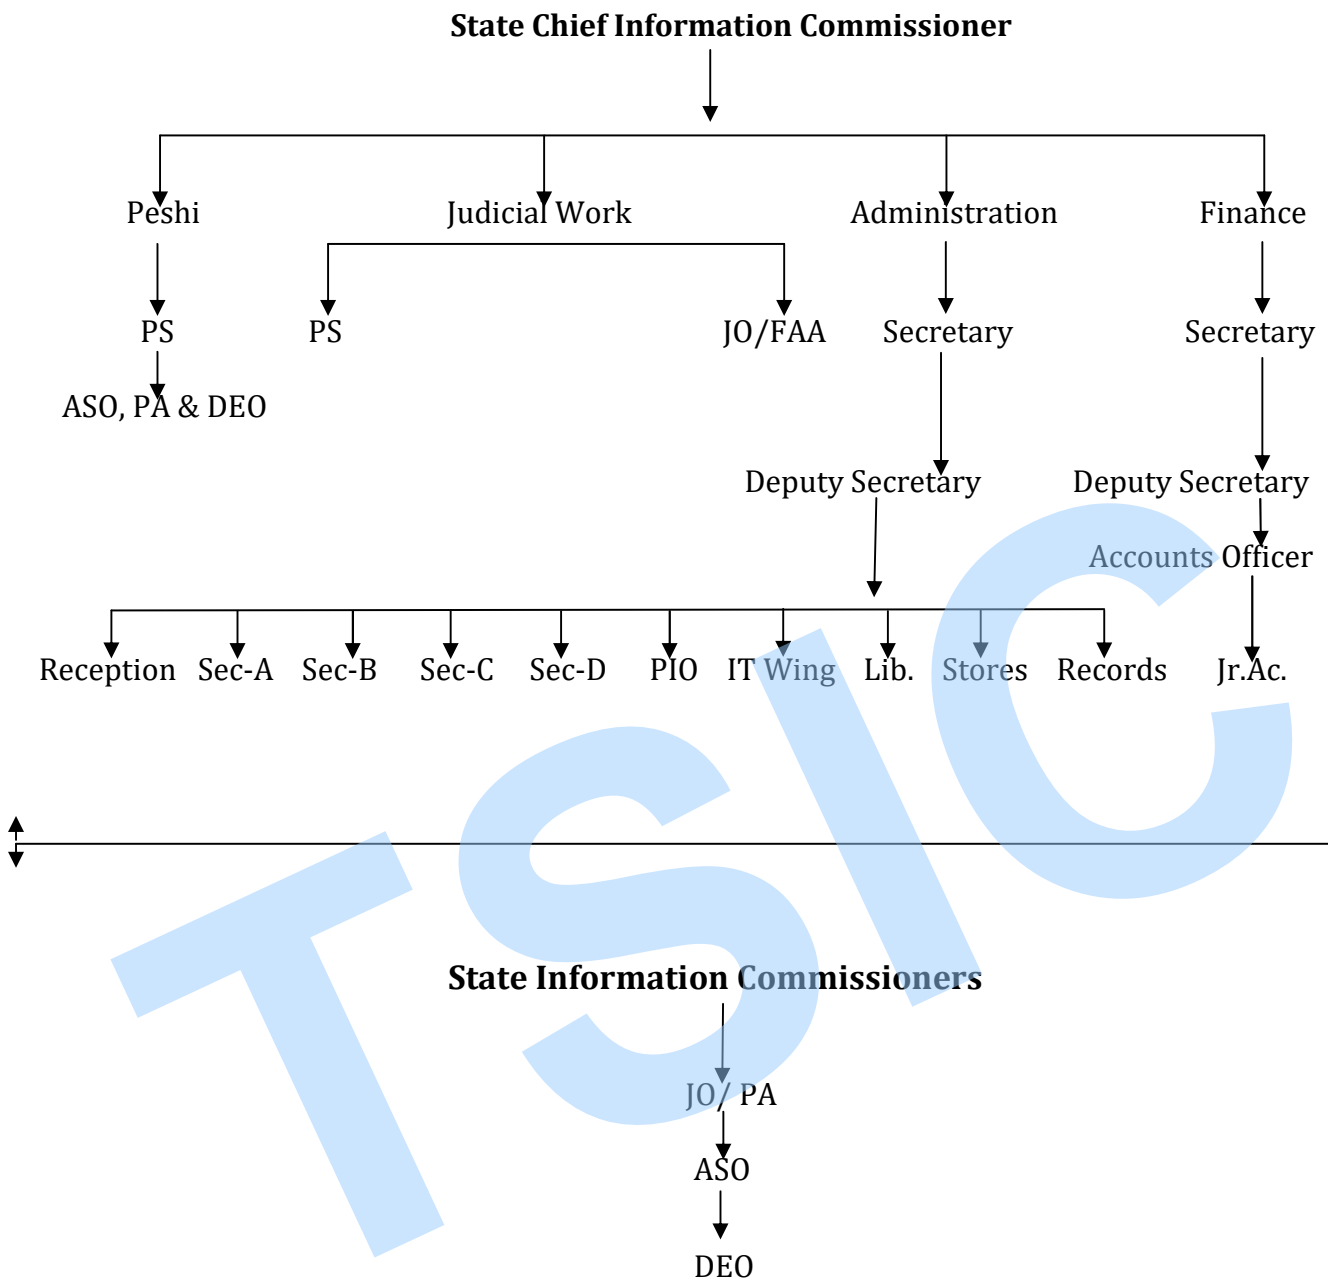 State Chief Information Commissioner
Peshi Judicial Work Administration Finance
PS PS JO/FAA Secretary Secretary
ASO, PA & DEO
Deputy Secretary Deputy Secretary
Accounts Officer
Reception Sec-A Sec-B Sec-C Sec-D PIO IT Wing Lib. Stores Records Jr.Ac.
TSIC
State Information Commissioners
JO/ PA
ASO
DEO